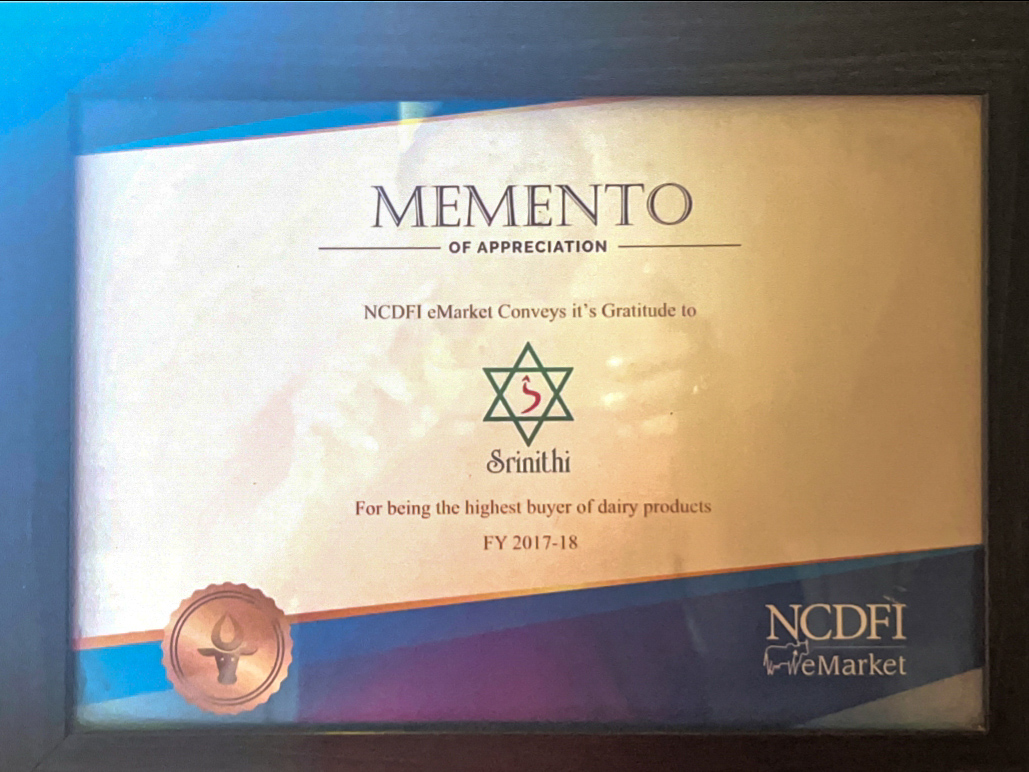 MEMENTO
OF APPRECIATION
NCDFI eMarket Conveys it's Gratitude to
Srinithi
For being the highest buyer of dairy products
FY 2017-18
NCDFI
eMarket